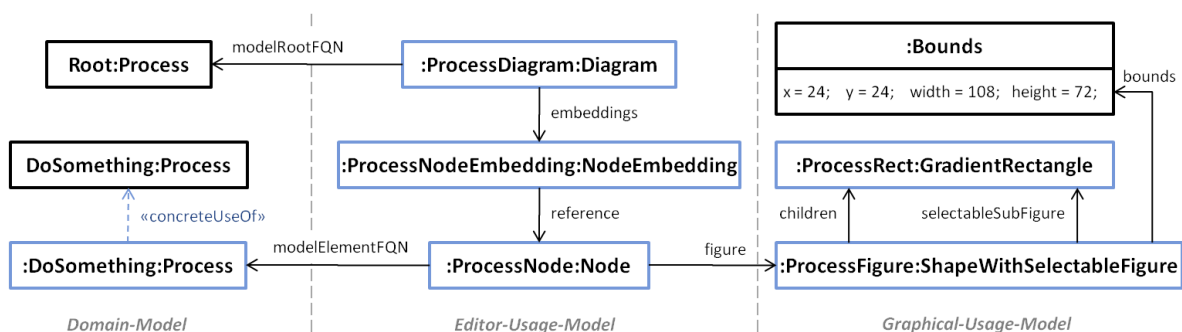 Root:Process
modelRootFQN
:ProcessDiagram:Diagram
:Bounds
x = 24; y = 24; width = 108; height = 72;
bounds
embeddings
DoSomething:Process
:ProcessNodeEmbedding:NodeEmbedding
:ProcessRect:GradientRectangle
«concreteUseOf»
reference
children
selectableSubFigure
:DoSomething:Process
modelElementFQN
:ProcessNode:Node
figure
:ProcessFigure:ShapeWithSelectableFigure
Domain-Model
Editor-Usage-Model
Graphical-Usage-Model